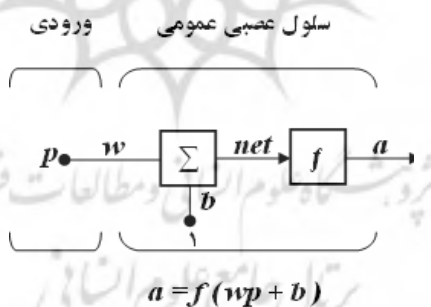 ورودی سلول عصبی عمومی
p w Σ net f a
b
۱
a = f (wp + b)